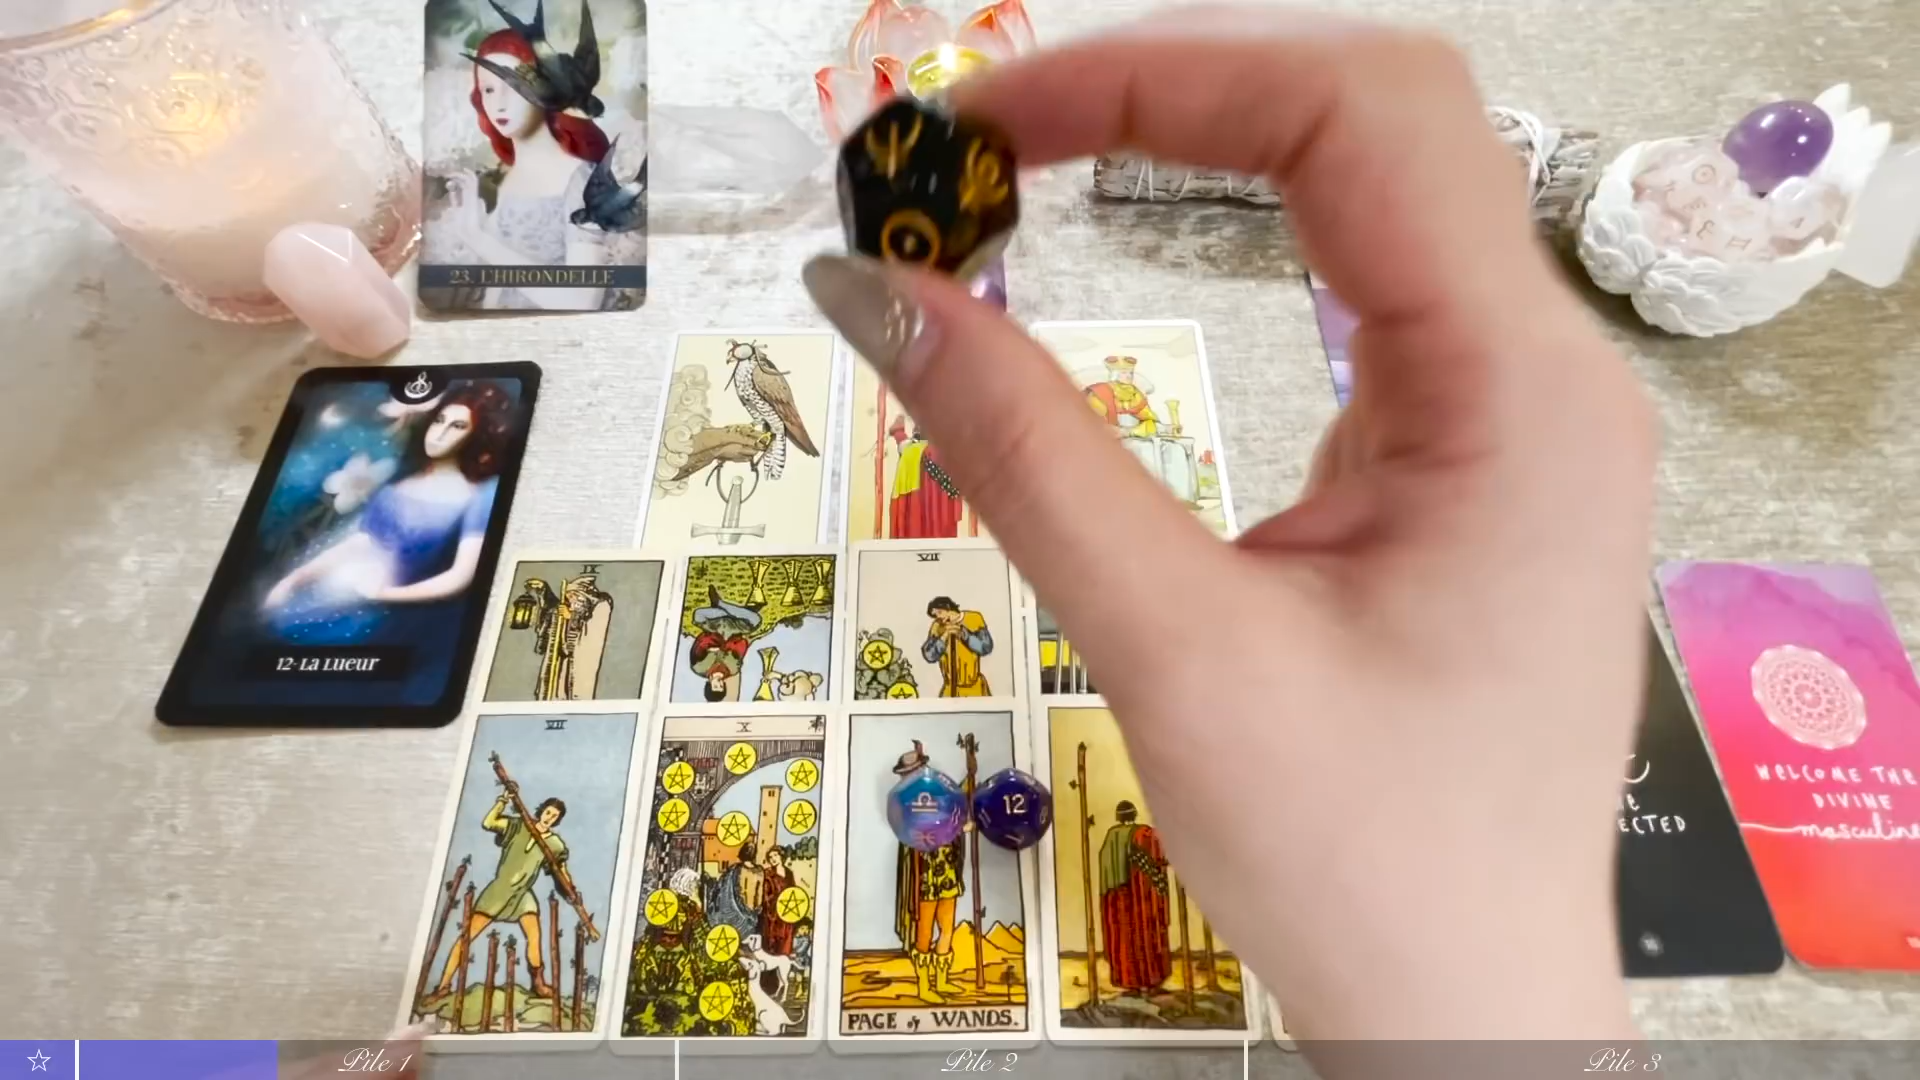 23. L'HIRONDELLE
12-La Lueur
IX
VII
VII
X
12
PAGE of WANDS.
ECTED
WELCOME THE
DIVINE
masculine
☆
Pile 1
Pile 2
Pile 3